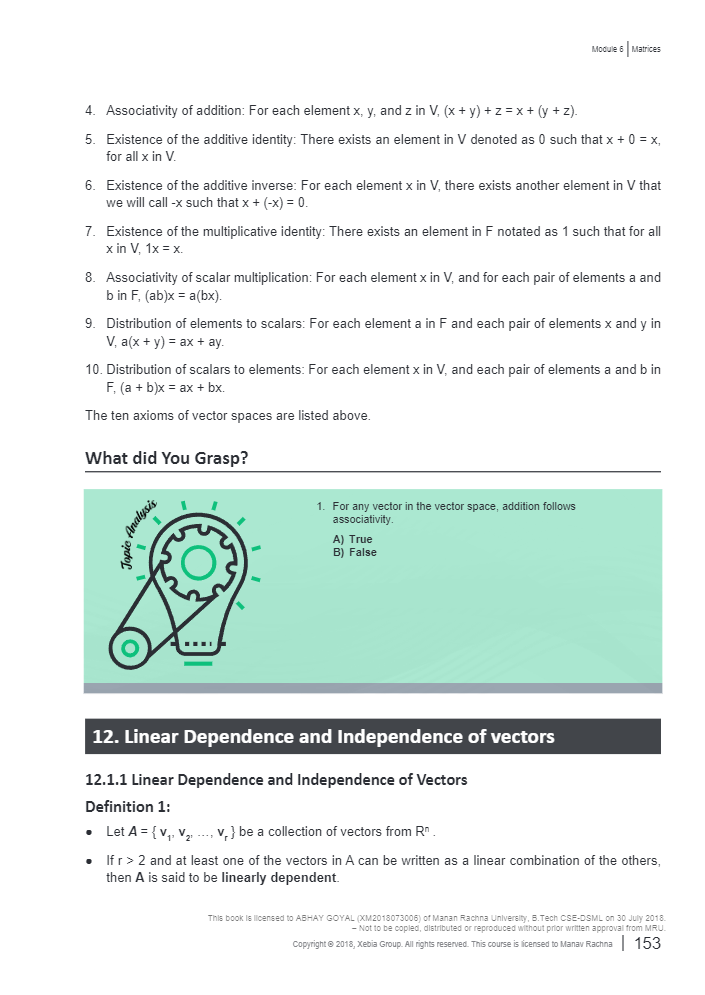 Module 6 | Matrices
4. Associativity of addition: For each element x, y, and z in V, (x + y) + z = x + (y + z).
5. Existence of the additive identity: There exists an element in V denoted as 0 such that x + 0 = x,
for all x in V.
6. Existence of the additive inverse: For each element x in V, there exists another element in V that
we will call -x such that x + (-x) = 0.
7. Existence of the multiplicative identity: There exists an element in F notated as 1 such that for all
x in V, 1x = x.
8. Associativity of scalar multiplication: For each element x in V, and for each pair of elements a and
b in F, (ab)x = a(bx).
9. Distribution of elements to scalars: For each element a in F and each pair of elements x and y in
V, a(x + y) = ax + ay.
10. Distribution of scalars to elements: For each element x in V, and each pair of elements a and b in
F, (a + b)x = ax + bx.
The ten axioms of vector spaces are listed above.
What did You Grasp?
Topic Analysis
1. For any vector in the vector space, addition follows
associativity.
A) True
B) False
12. Linear Dependence and Independence of vectors
12.1.1 Linear Dependence and Independence of Vectors
Definition 1:
• Let A = { v₁, v₂, …., vᵣ } be a collection of vectors from Rⁿ .
• If r > 2 and at least one of the vectors in A can be written as a linear combination of the others,
then A is said to be linearly dependent.
This book is licensed to ABHAY GOYAL (XM2018073006) of Manan Rachna University, B.Tech CSE-DSML on 30 July 2018.
– Not to be copied, distributed or reproduced without prior written approval from MRU.
Copyright © 2018, Xebia Group. All rights reserved. This course is licensed to Manav Rachna | 153